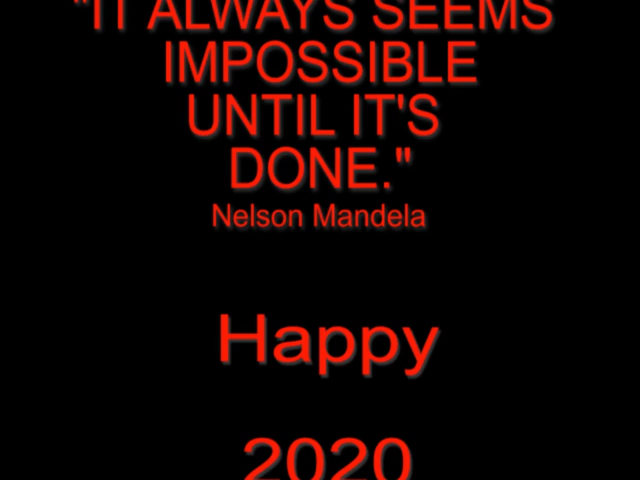 "IT ALWAYS SEEMS
IMPOSSIBLE
UNTIL IT'S
DONE."
Nelson Mandela
Happy
2020